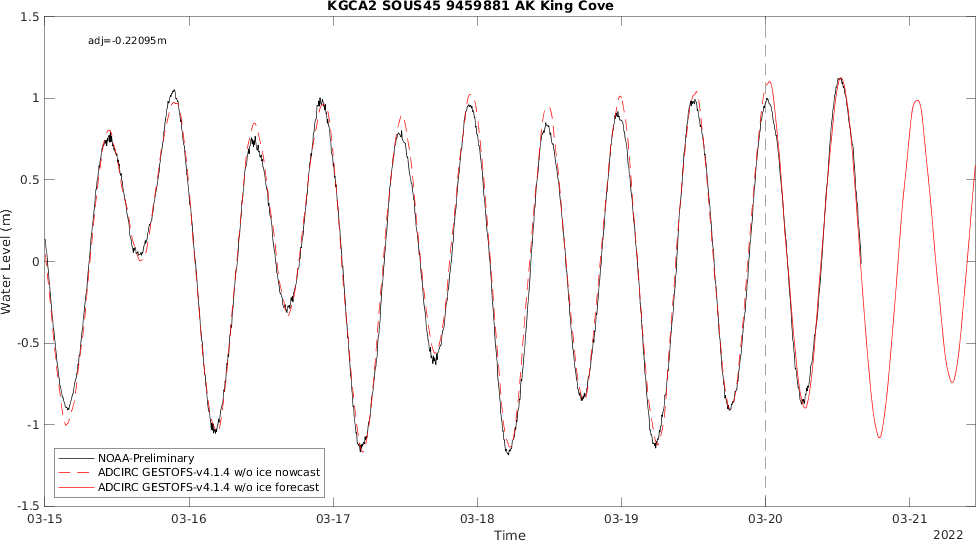 KGCA2 SOUS45 9459881 AK King Cove
adj=-0.22095m
1.5
1
0.5
0
-0.5
-1
-1.5
Water Level (m)
NOAA-Preliminary
ADCIRC GESTOFS-v4.1.4 w/o ice nowcast
ADCIRC GESTOFS-v4.1.4 w/o ice forecast
03-15 03-16 03-17 03-18 03-19 03-20 03-21
Time
2022